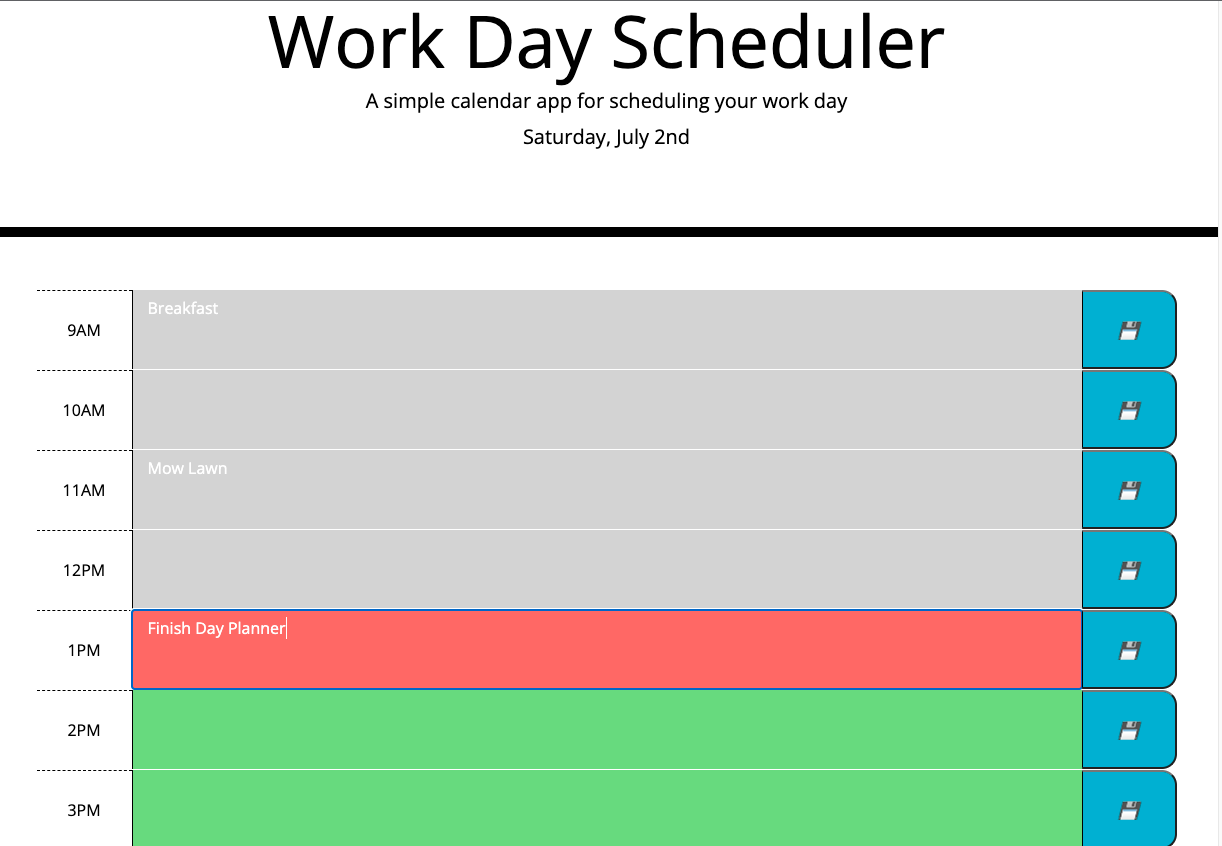 Work Day Scheduler
A simple calendar app for scheduling your work day
Saturday, July 2nd
9AM
Breakfast
10AM
11AM
Mow Lawn
12PM
1PM
Finish Day Planner
2PM
3PM